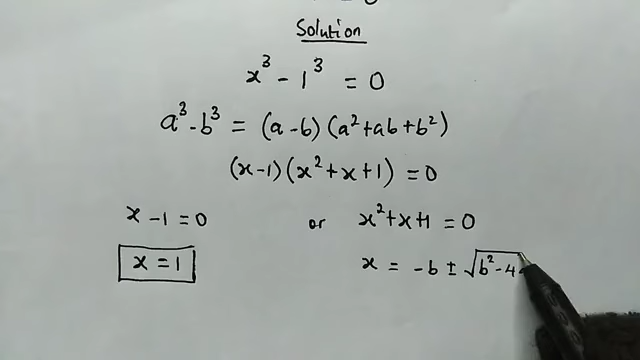 Solution
x³ - 1³ = 0
a³ - b³ = (a - b) (a² + ab + b²)
(x - 1) (x² + x + 1) = 0
x - 1 = 0 or x² + x + 1 = 0
x = 1 x = -b ± √b² - 4